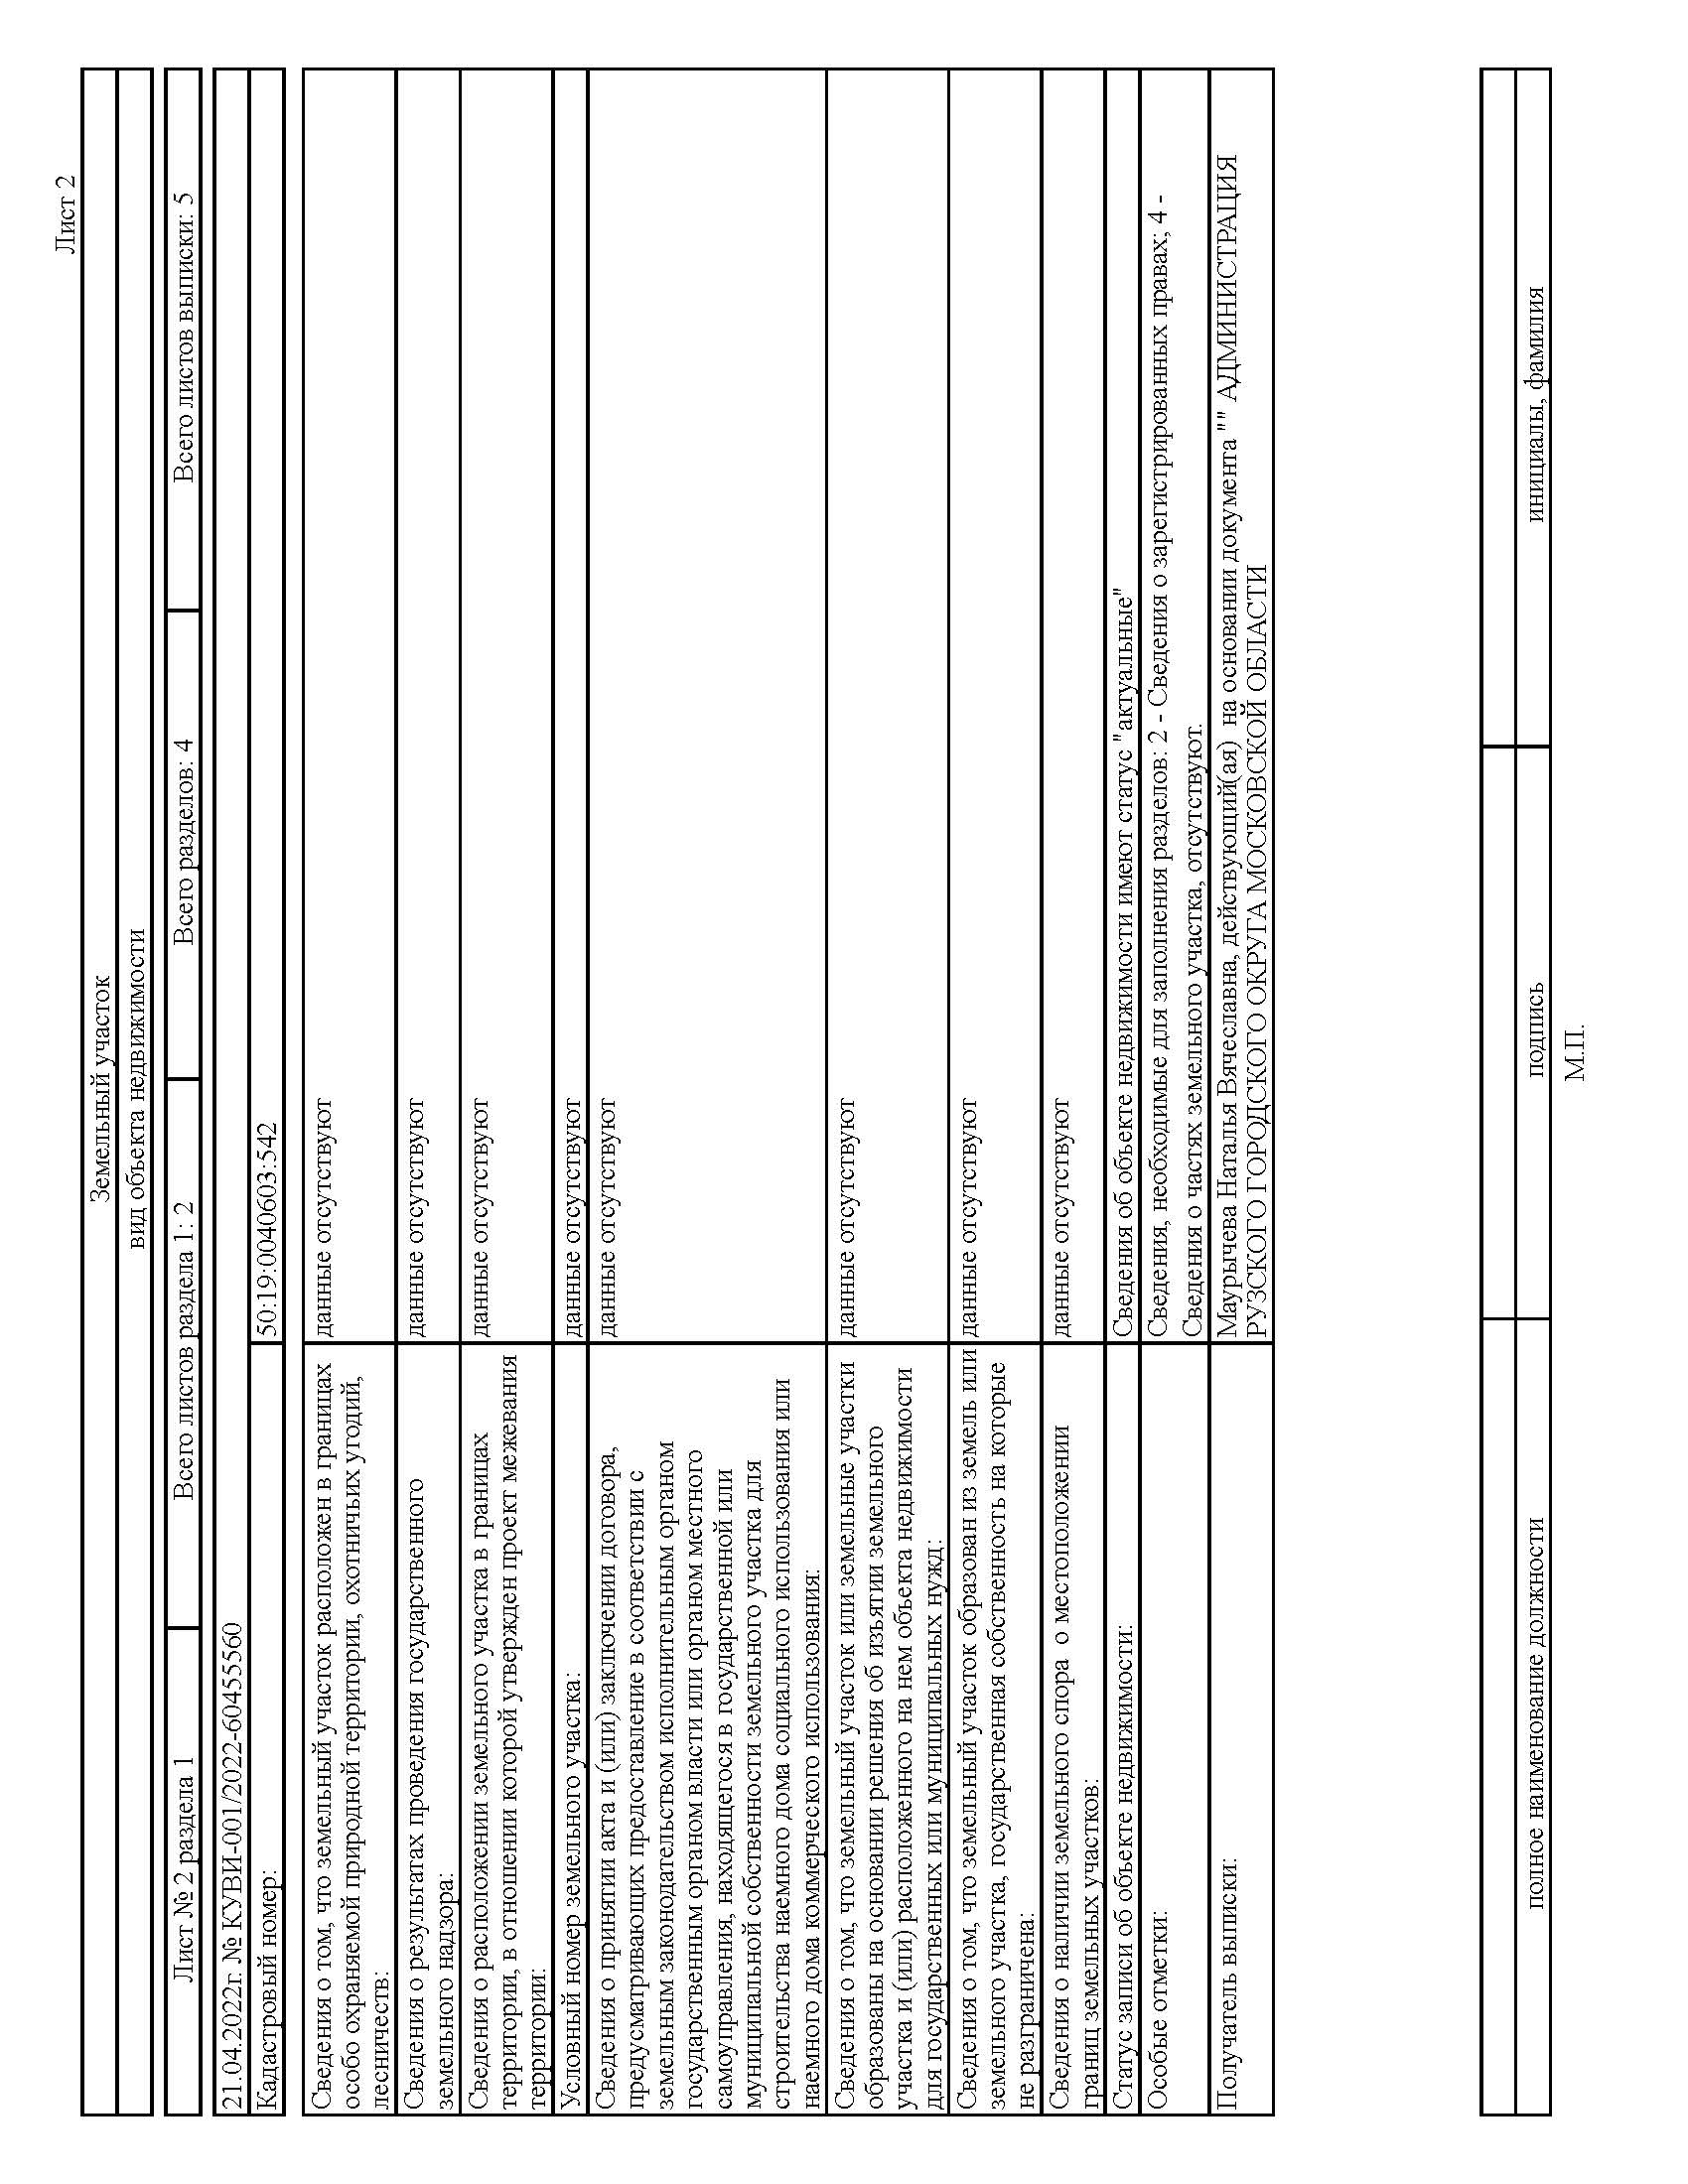 Лист 2
Земельный участок
вид объекта недвижимости
Лист № 2 раздела 1
Всего листов раздела 1: 2
Всего разделов: 4
Всего листов выписки: 5
21.04.2022г. № КУВИ-001/2022-60455560
Кадастровый номер:
50:19:0040603:542
Сведения о том, что земельный участок расположен в границах
особо охраняемой природной территории, охотничьих угодий,
лесничеств:
данные отсутствуют
Сведения о результатах проведения государственного
земельного надзора:
данные отсутствуют
Сведения о расположении земельного участка в границах
территории, в отношении которой утвержден проект межевания
территории:
данные отсутствуют
Условный номер земельного участка:
данные отсутствуют
Сведения о принятии акта и (или) заключении договора,
предусматривающих предоставление в соответствии с
земельным законодательством исполнительным органом
государственным органом власти или органом местного
самоуправления, находящегося в государственной или
муниципальной собственности земельного участка для
строительства наемного дома социального использования или
наемного дома коммерческого использования:
данные отсутствуют
Сведения о том, что земельный участок или земельные участки
образованы на основании решения об изъятии земельного
участка и (или) расположенного на нем объекта недвижимости
для государственных или муниципальных нужд:
данные отсутствуют
Сведения о том, что земельный участок образован из земель или
земельного участка, государственная собственность на которые
не разграничена:
данные отсутствуют
Сведения о наличии земельного спора  о местоположении
границ земельных участков:
данные отсутствуют
Статус записи об объекте недвижимости:
Сведения об объекте недвижимости имеют статус "актуальные"
Особые отметки:
Сведения, необходимые для заполнения разделов: 2 - Сведения о зарегистрированных правах; 4 -
Сведения о частях земельного участка, отсутствуют.
Получатель выписки:
Маурычева Наталья Вячеславна, действующий(ая)  на основании документа "" АДМИНИСТРАЦИЯ
РУЗСКОГО ГОРОДСКОГО ОКРУГА МОСКОВСКОЙ ОБЛАСТИ
полное наименование должности
подпись
инициалы, фамилия
М.П.